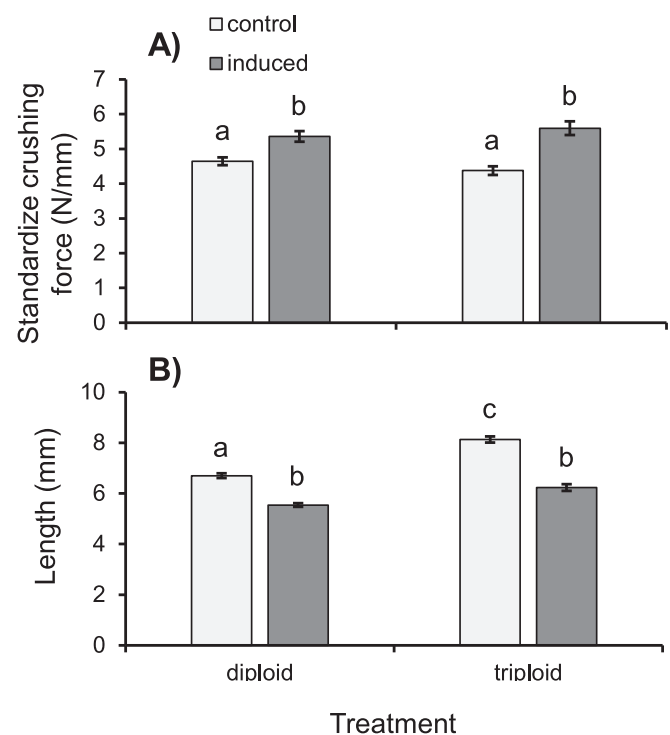 control
induced
A)
Standardize crushing
force (N/mm)
7
6
5
4
3
2
1
0
a
b
a
b
B)
Length (mm)
10
8
6
4
2
0
a
b
c
b
diploid
triploid
Treatment